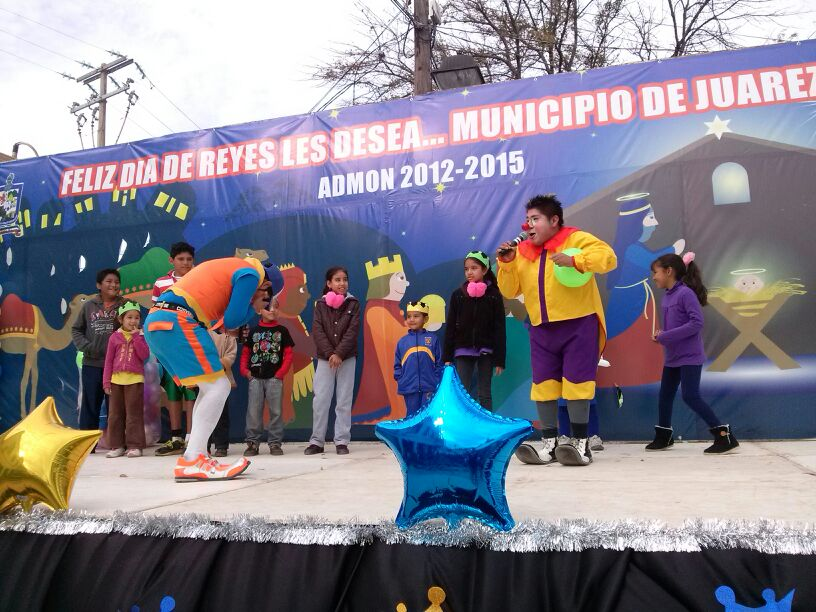 FELIZ DIA DE REYES LES DESEA... MUNICIPIO DE JUAREZ
ADMON 2012-2015